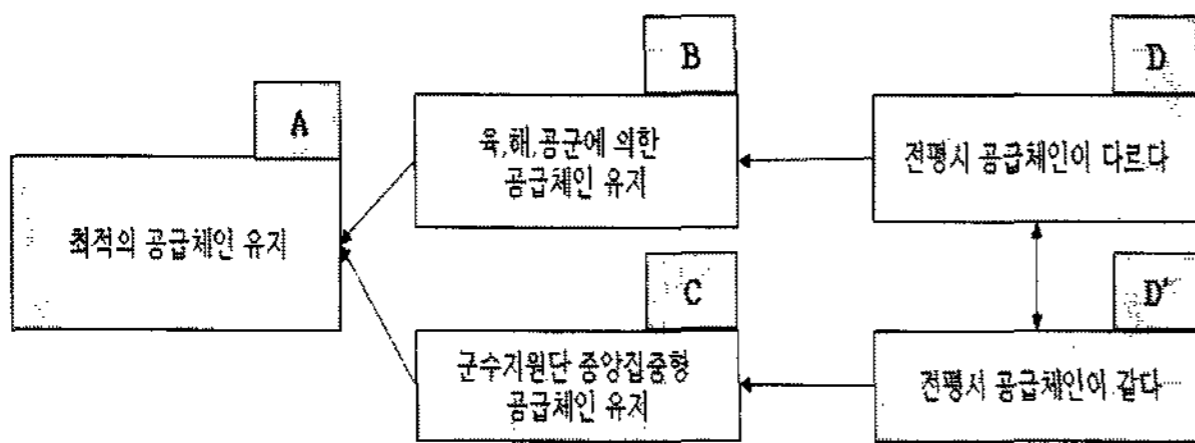 A
최적의 공급체인 유지
B
육,해,공군에 의한
공급체인 유지
C
군수지원단 중앙집중형
공급체인 유지
D
전평시 공급체인이 다르다
D'
전평시 공급체인이 같다